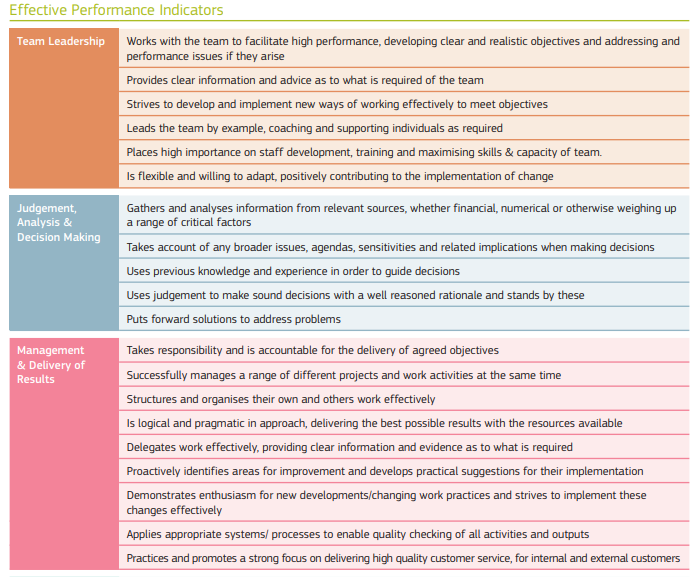 Effective Performance Indicators
Team Leadership
Works with the team to facilitate high performance, developing clear and realistic objectives and addressing and
performance issues if they arise
Provides clear information and advice as to what is required of the team
Strives to develop and implement new ways of working effectively to meet objectives
Leads the team by example, coaching and supporting individuals as required
Places high importance on staff development, training and maximising skills & capacity of team.
Is flexible and willing to adapt, positively contributing to the implementation of change
Judgement,
Analysis &
Decision Making
Gathers and analyses information from relevant sources, whether financial, numerical or otherwise weighing up
a range of critical factors
Takes account of any broader issues, agendas, sensitivities and related implications when making decisions
Uses previous knowledge and experience in order to guide decisions
Uses judgement to make sound decisions with a well reasoned rationale and stands by these
Puts forward solutions to address problems
Management
& Delivery of
Results
Takes responsibility and is accountable for the delivery of agreed objectives
Successfully manages a range of different projects and work activities at the same time
Structures and organises their own and others work effectively
Is logical and pragmatic in approach, delivering the best possible results with the resources available
Delegates work effectively, providing clear information and evidence as to what is required
Proactively identifies areas for improvement and develops practical suggestions for their implementation
Demonstrates enthusiasm for new developments/changing work practices and strives to implement these
changes effectively
Applies appropriate systems/ processes to enable quality checking of all activities and outputs
Practices and promotes a strong focus on delivering high quality customer service, for internal and external customers